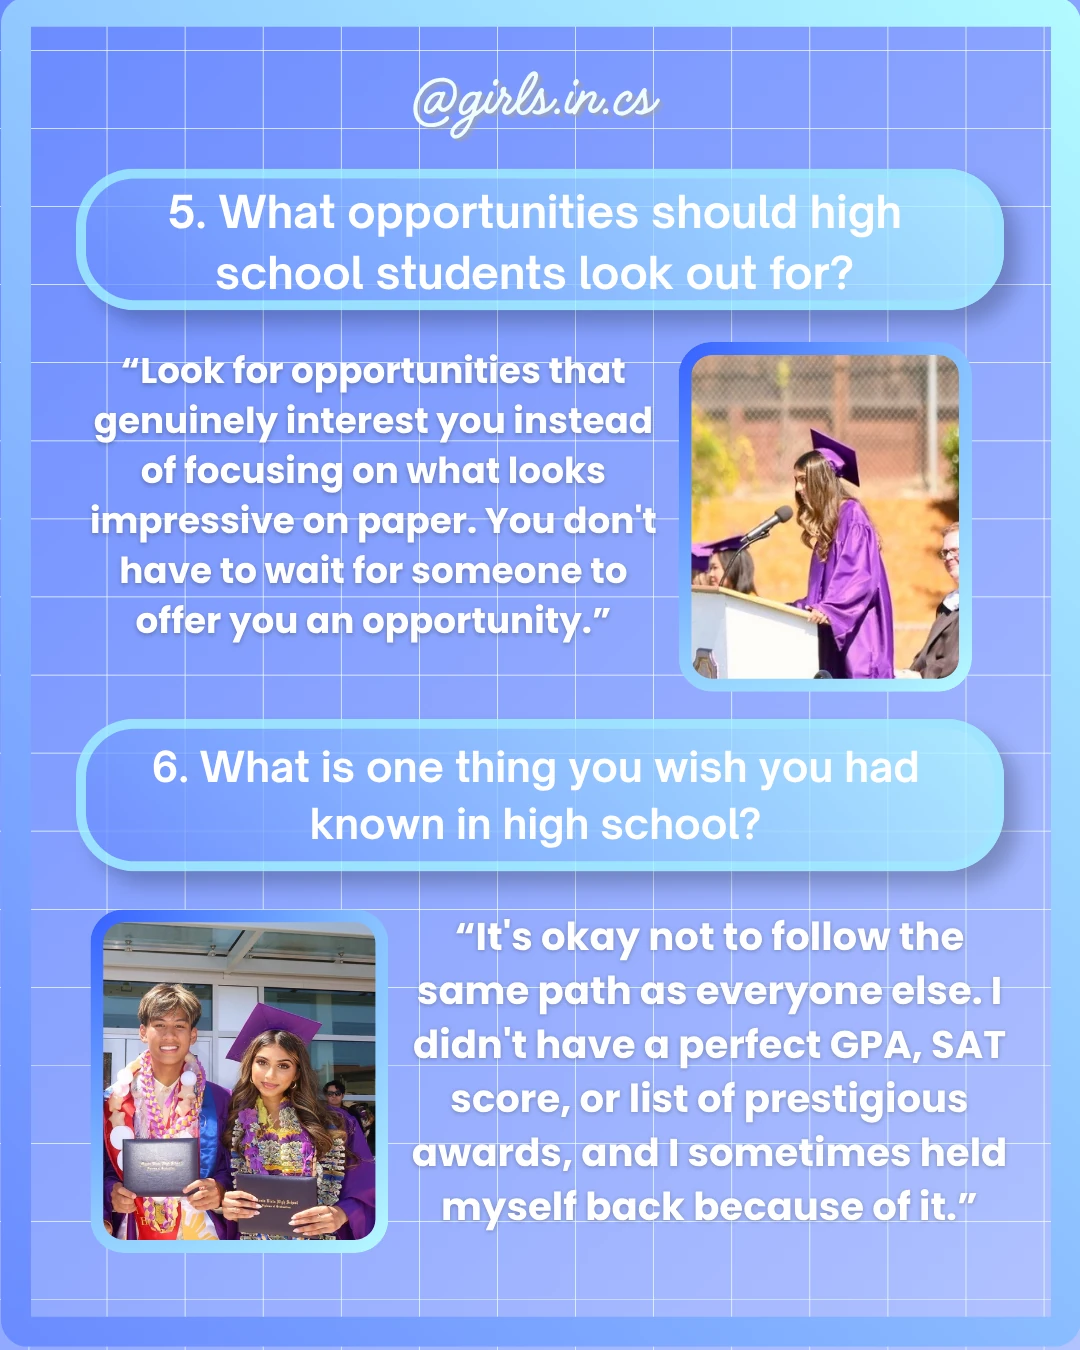 @girls.in.cs
5. What opportunities should high
school students look out for?
“Look for opportunities that
genuinely interest you instead
of focusing on what looks
impressive on paper. You don't
have to wait for someone to
offer you an opportunity.”
6. What is one thing you wish you had
known in high school?
“It's okay not to follow the
same path as everyone else. I
didn't have a perfect GPA, SAT
score, or list of prestigious
awards, and I sometimes held
myself back because of it.”